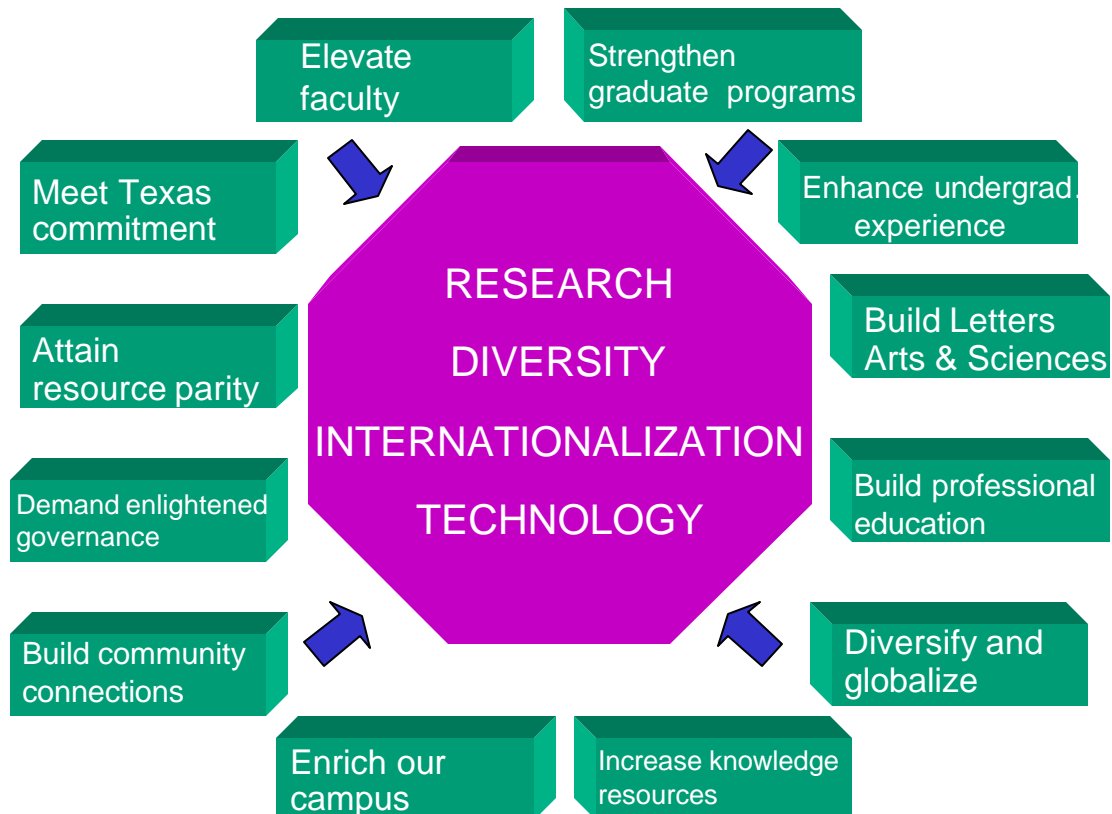 Elevate
faculty
Strengthen
graduate programs
Meet Texas
commitment
Enhance undergrad.
experience
RESEARCH
DIVERSITY
INTERNATIONALIZATION
TECHNOLOGY
Attain
resource parity
Build Letters
Arts & Sciences
Demand enlightened
governance
Build professional
education
Build community
connections
Diversify and
globalize
Enrich our
campus
Increase knowledge
resources